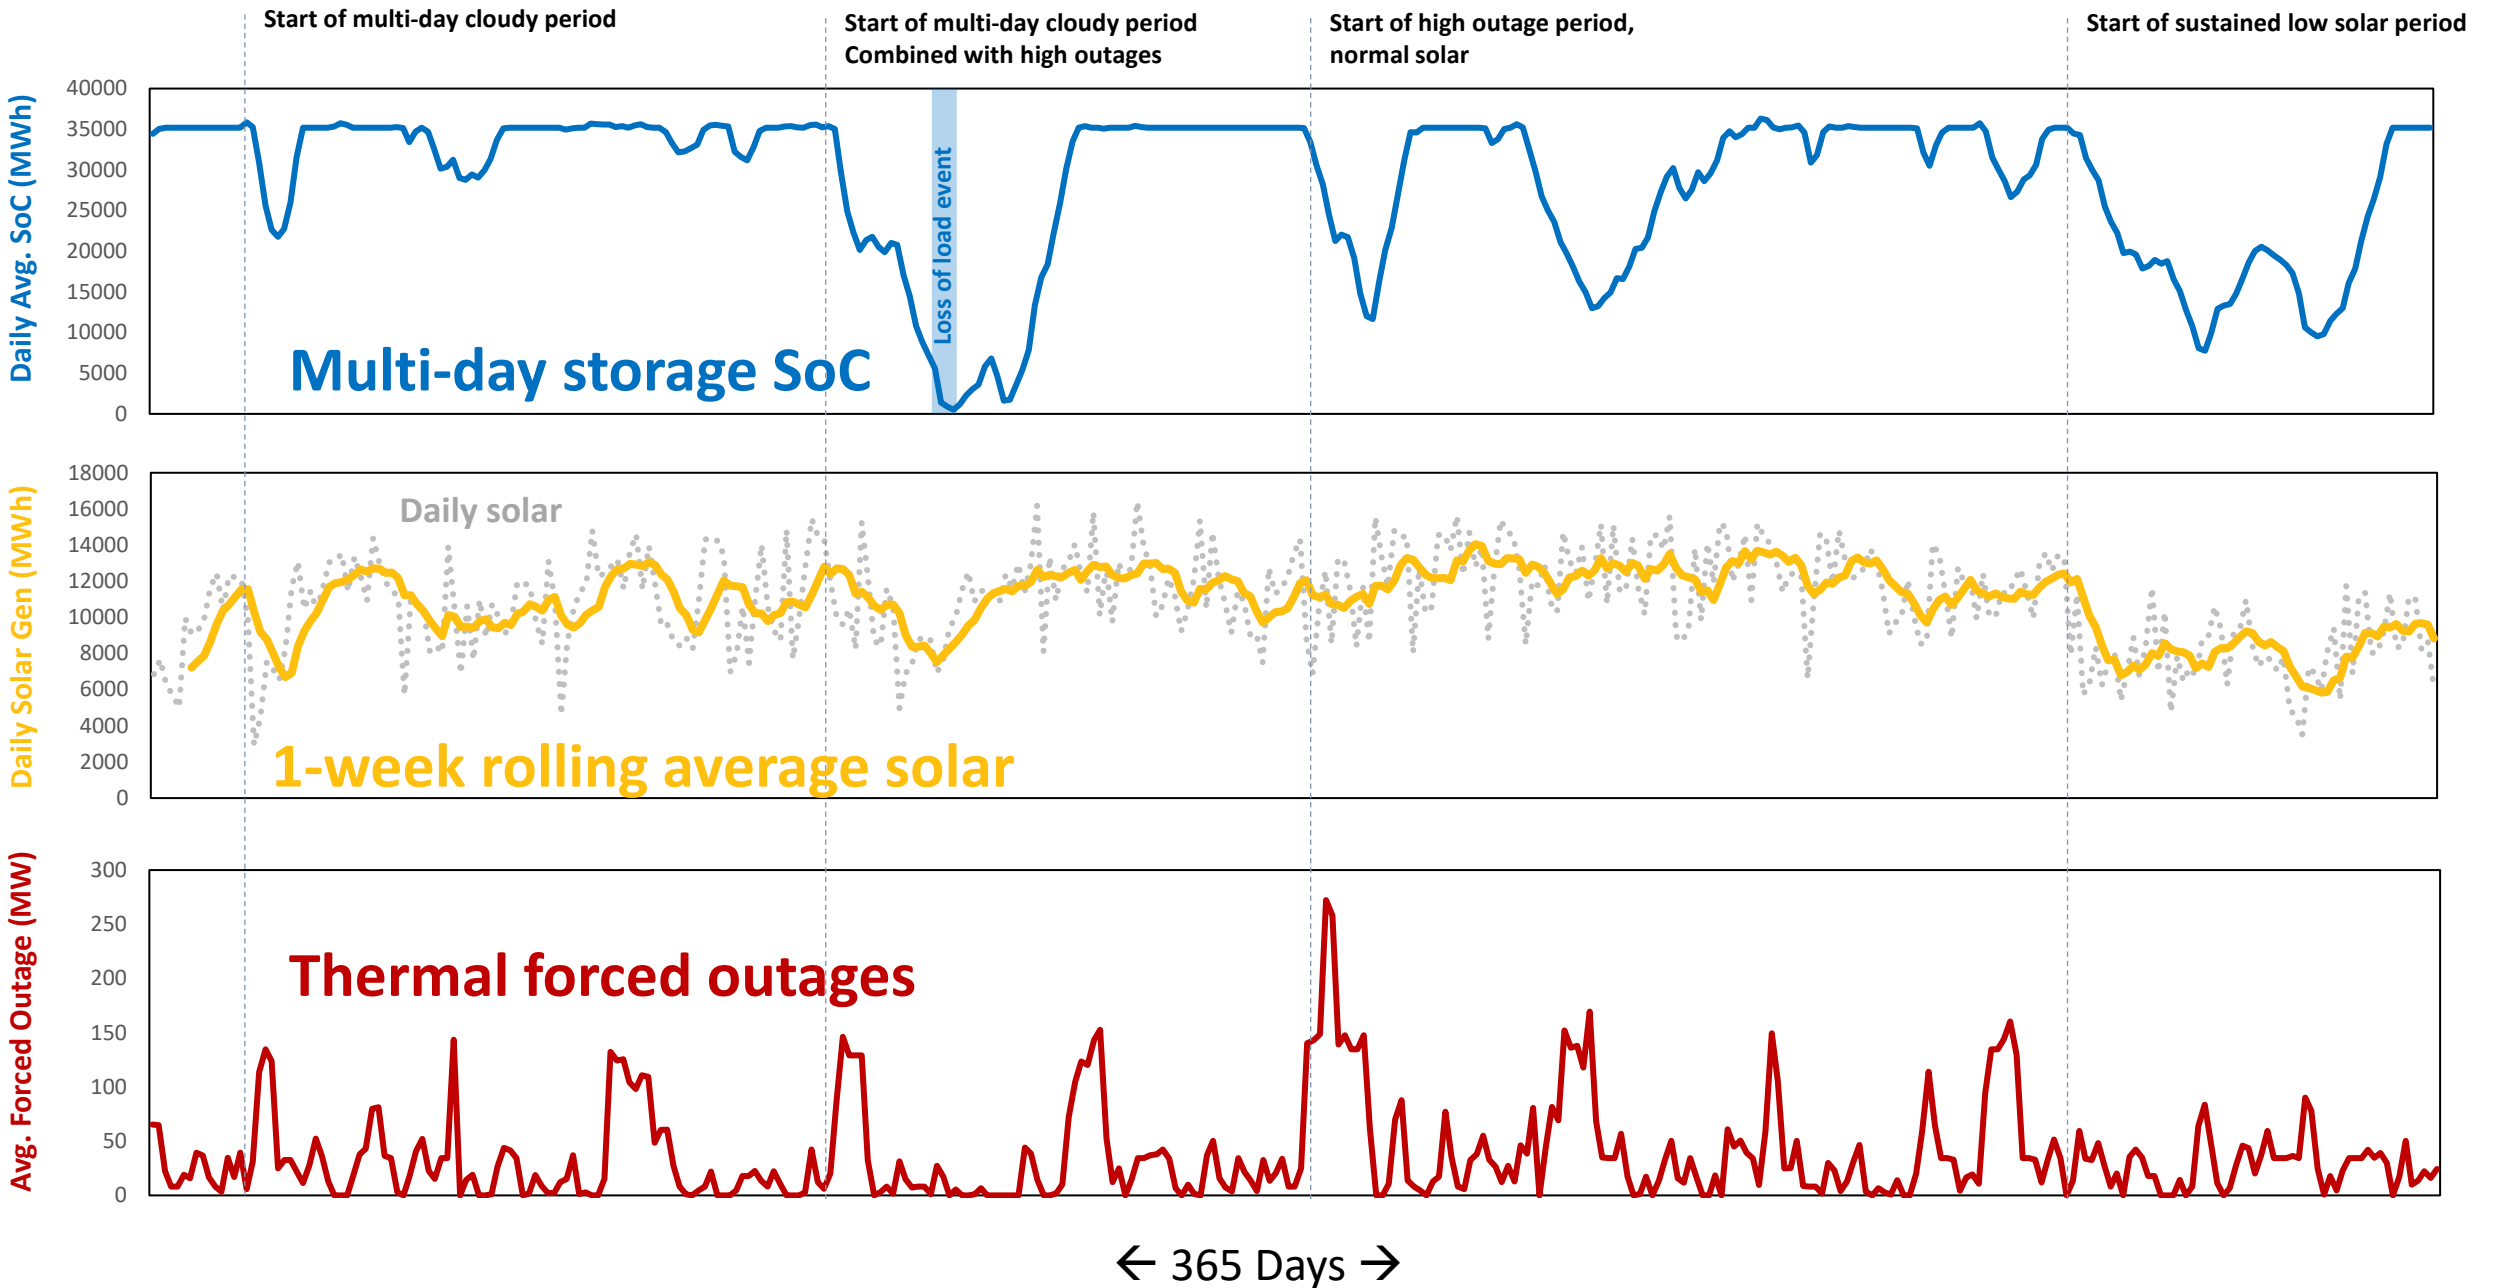 Start of multi-day cloudy period
Start of multi-day cloudy period
Combined with high outages
Start of high outage period,
normal solar
Start of sustained low solar period
Daily Avg. SoC (MWh)
40000
35000
30000
25000
20000
15000
10000
5000
0
Loss of load event
Multi-day storage SoC
Daily Solar Gen (MWh)
18000
16000
14000
12000
10000
8000
6000
4000
2000
0
Daily solar
1-week rolling average solar
Avg. Forced Outage (MW)
300
250
200
150
100
50
0
Thermal forced outages
← 365 Days →